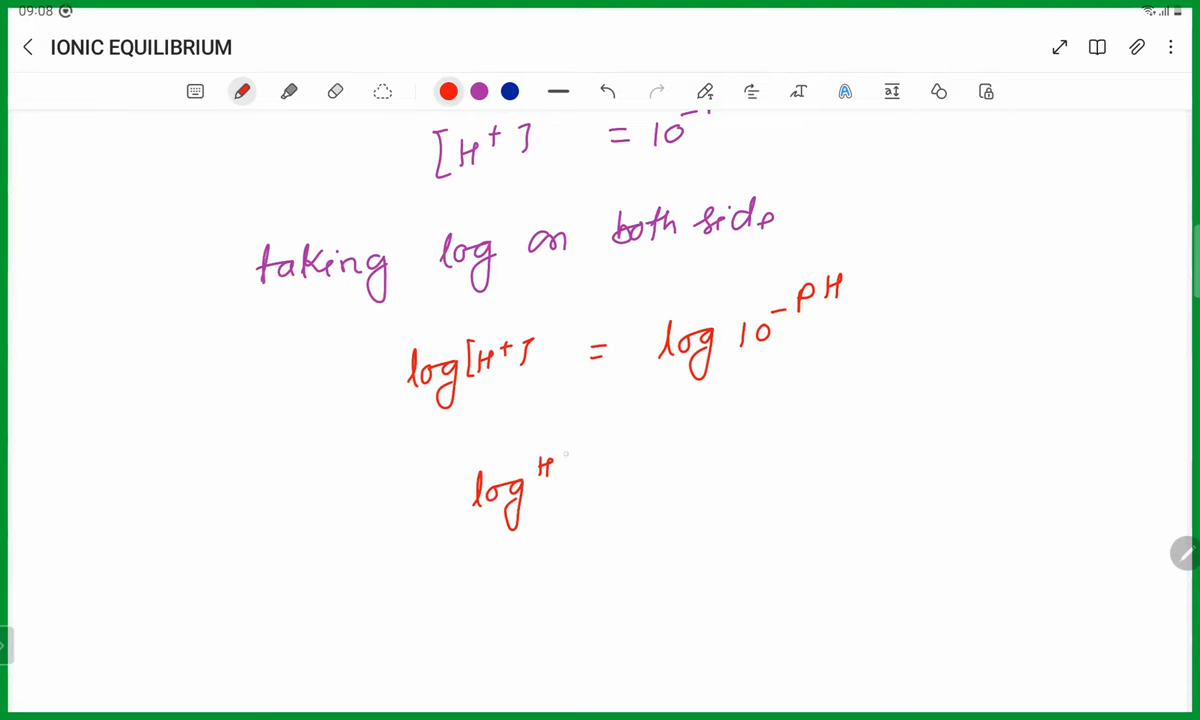 09:08
IONIC EQUILIBRIUM
[H+] = 10-
taking log on both side
log[H+] = log 10-PH
log H